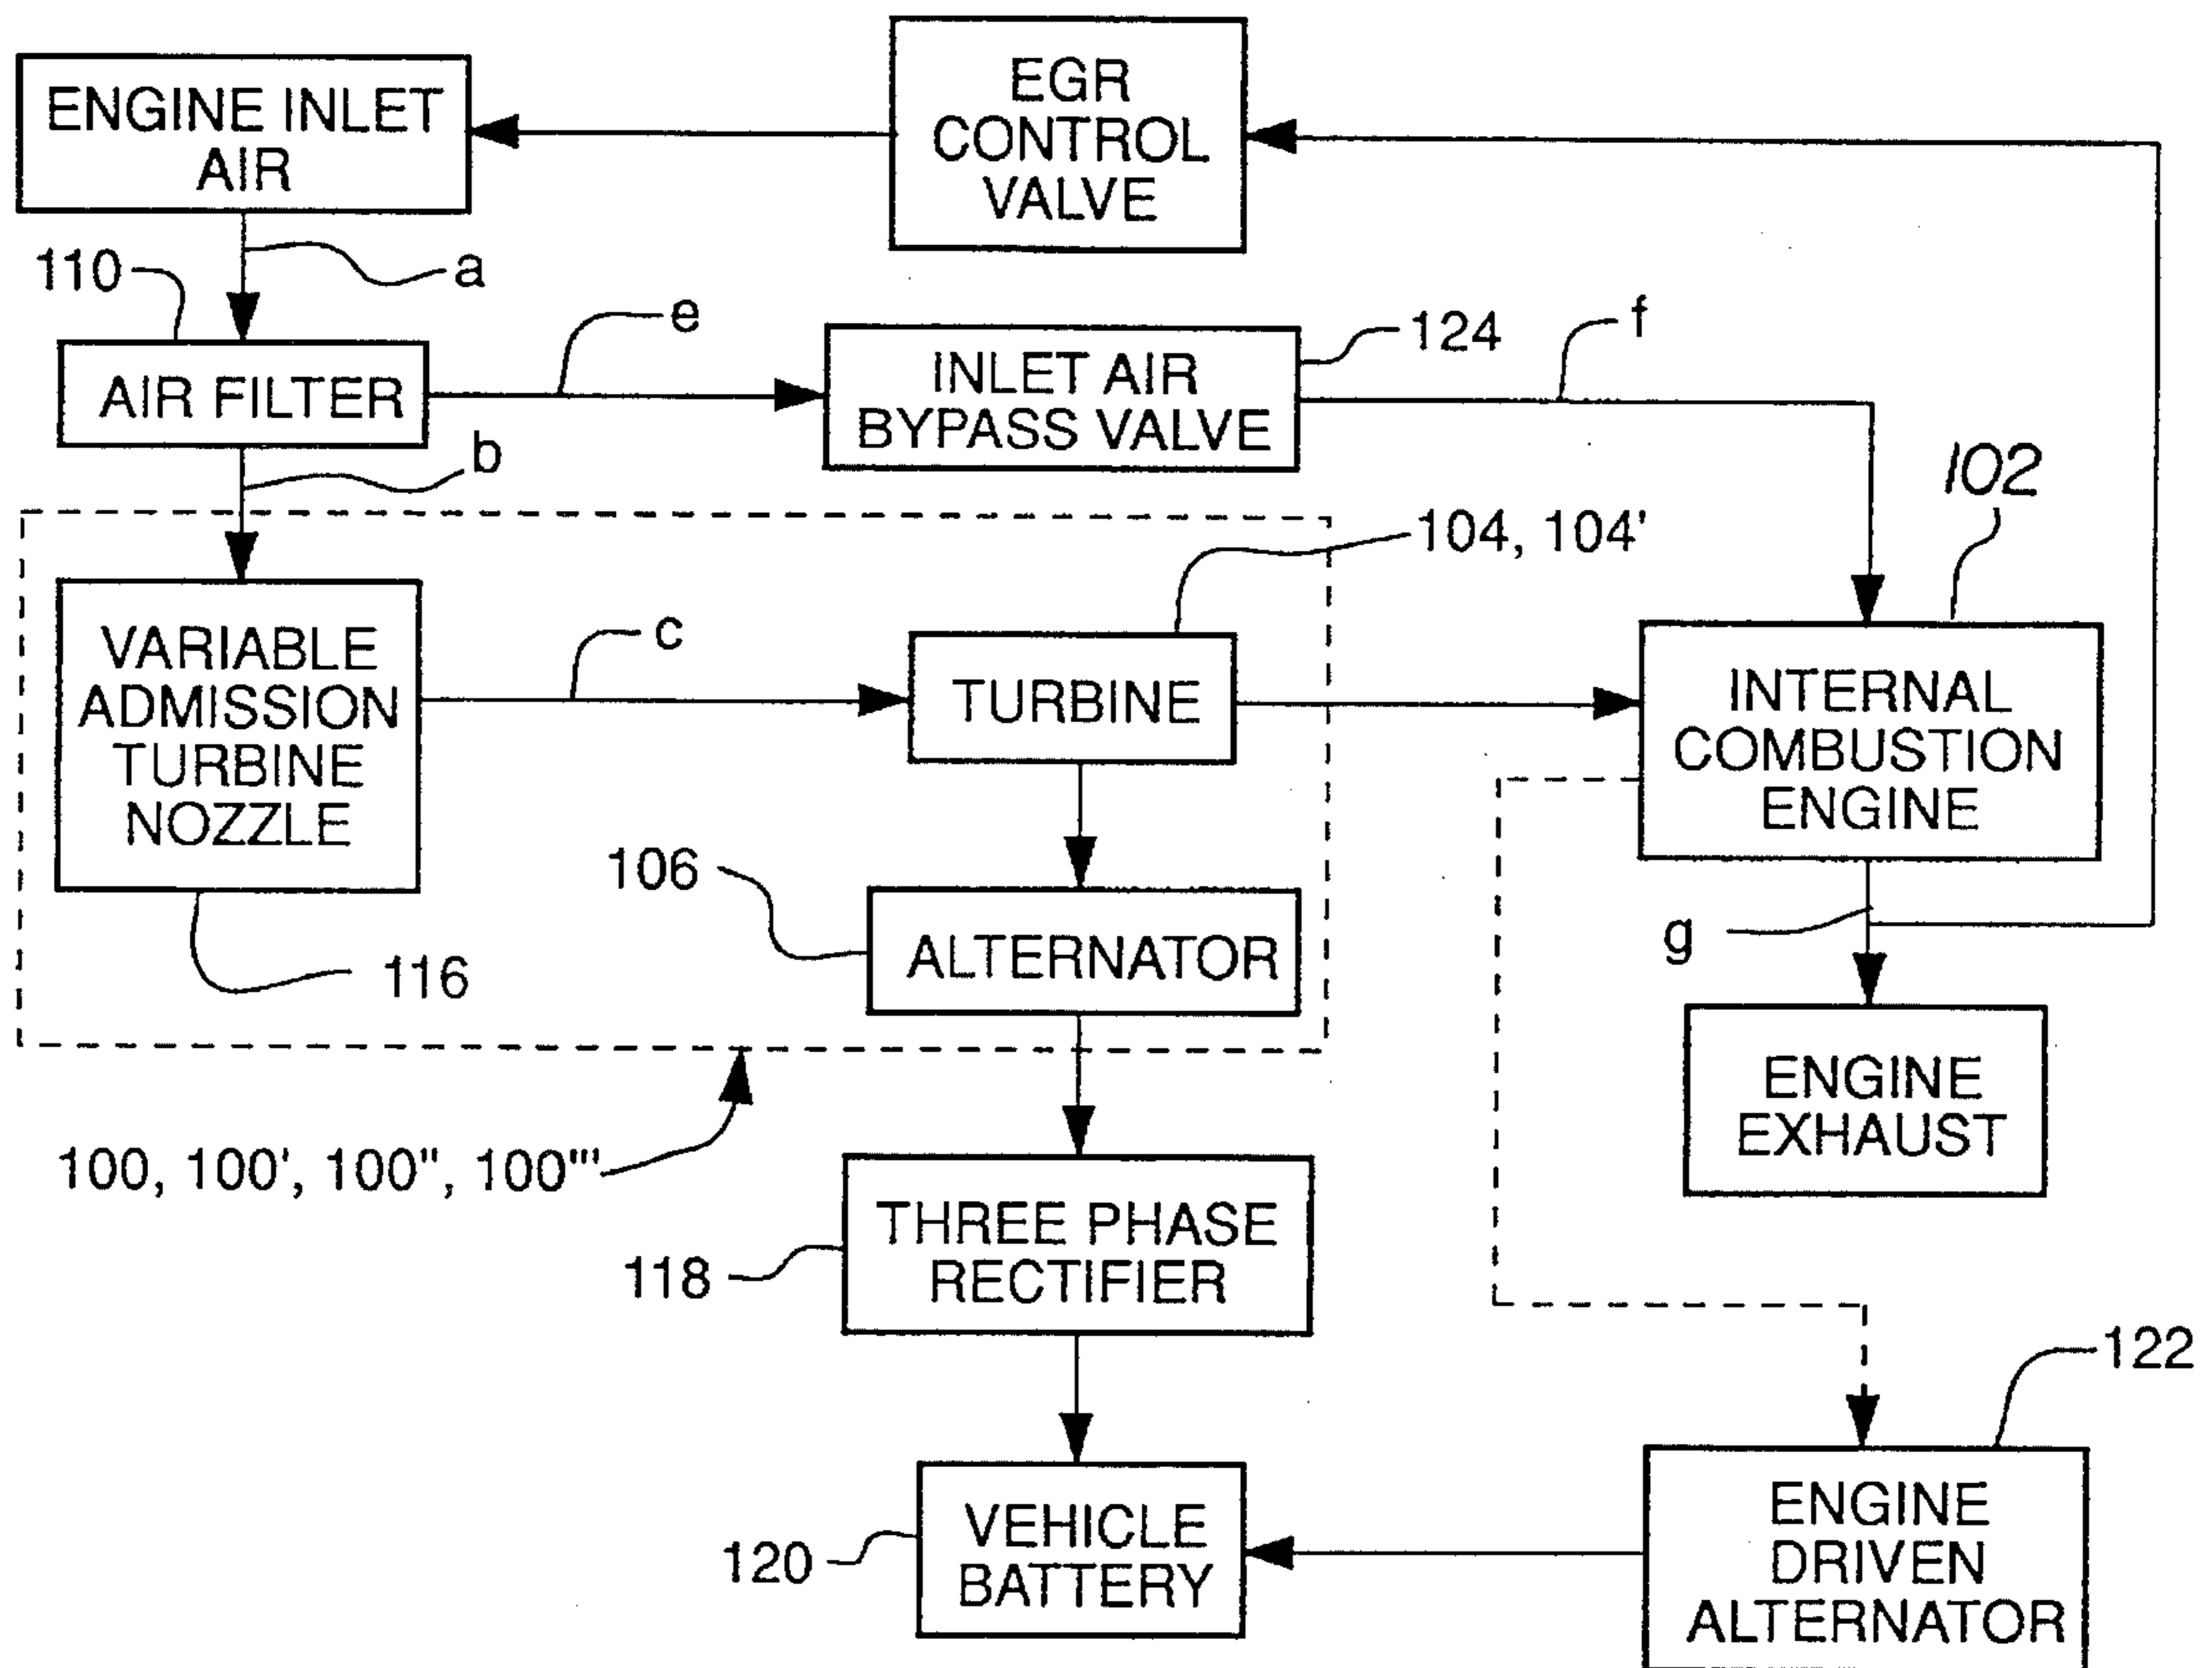 ENGINE INLET
AIR
EGR
CONTROL
VALVE
110
a
e
124
f
AIR FILTER
INLET AIR
BYPASS VALVE
b
102
104, 104'
VARIABLE
ADMISSION
TURBINE
NOZZLE
c
TURBINE
INTERNAL
COMBUSTION
ENGINE
106
ALTERNATOR
g
116
ENGINE
EXHAUST
100, 100', 100", 100"'
THREE PHASE
RECTIFIER
118
122
VEHICLE
BATTERY
120
ENGINE
DRIVEN
ALTERNATOR